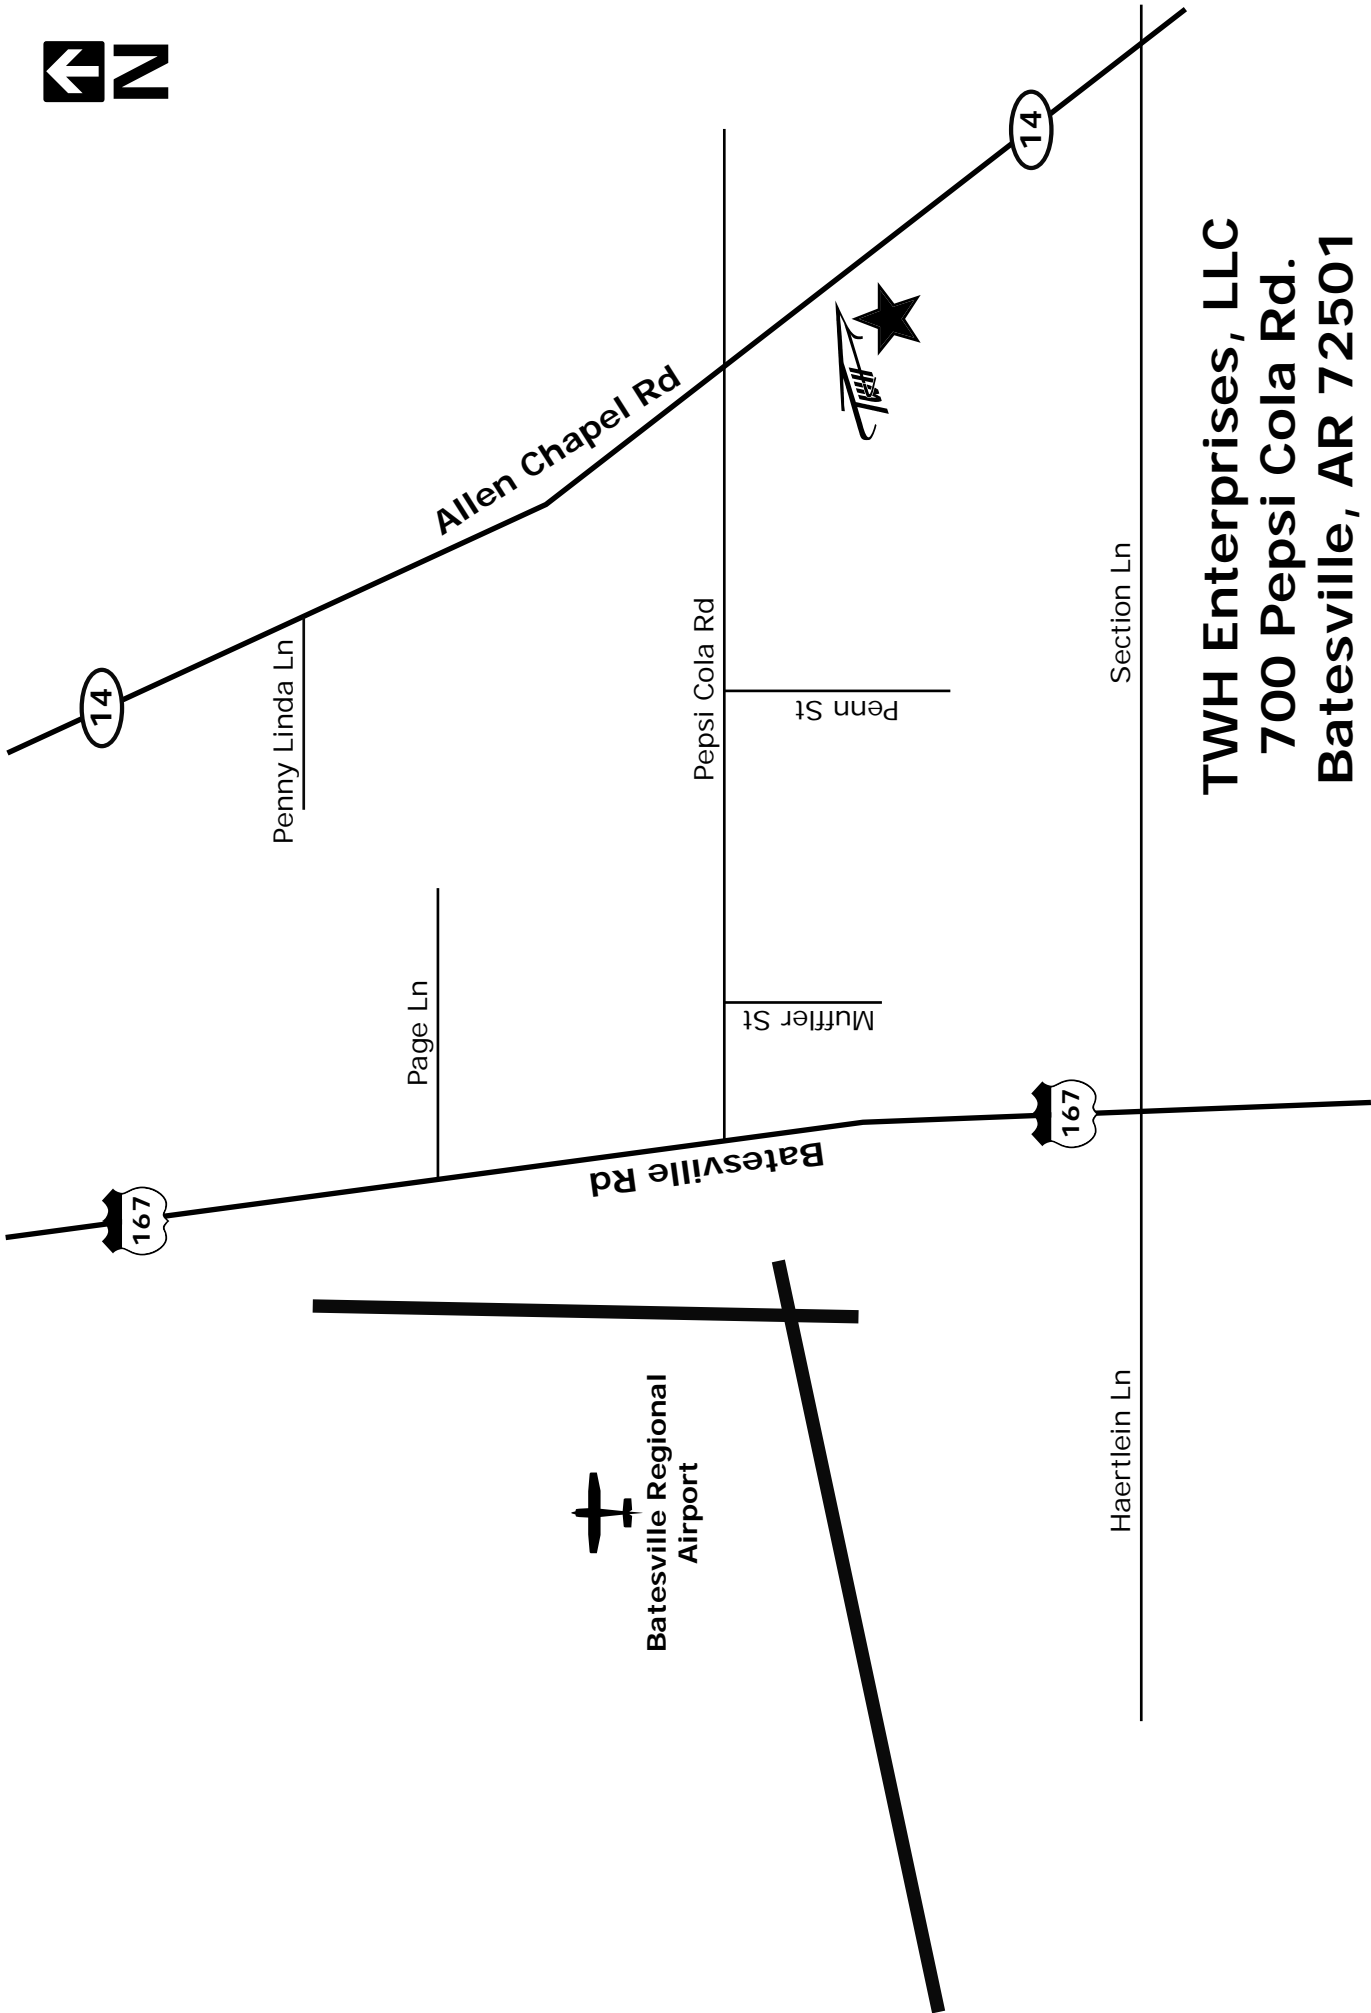 N
14
Allen Chapel Rd
14
Penny Linda Ln
Page Ln
Pepsi Cola Rd
Penn St
Muffler St
Section Ln
167
167
Batesville Rd
Batesville Regional
Airport
Haertlein Ln
TWH
TWH Enterprises, LLC
700 Pepsi Cola Rd.
Batesville, AR 72501